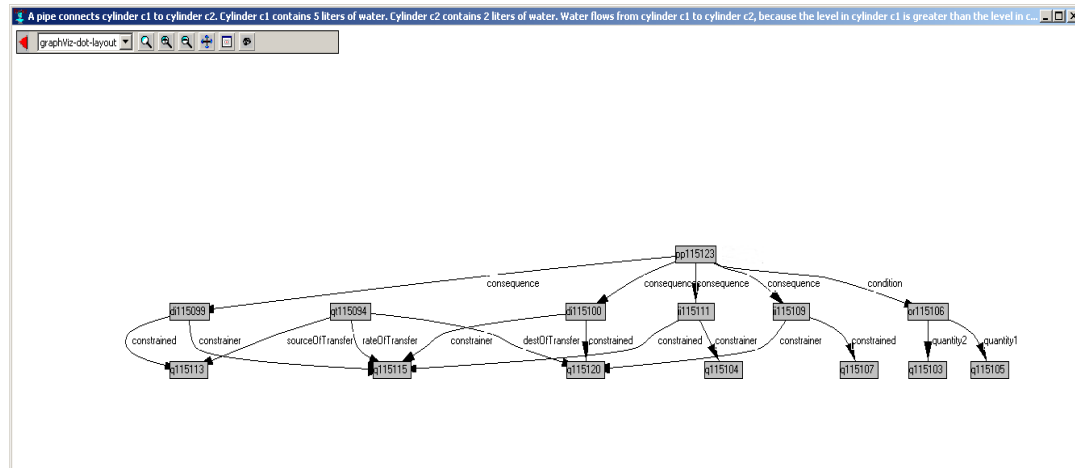 A pipe connects cylinder c1 to cylinder c2. Cylinder c1 contains 5 liters of water. Cylinder c2 contains 2 liters of water. Water flows from cylinder c1 to cylinder c2, because the level in cylinder c1 is greater than the level in c...
graphViz-dot-layout
pp115123
consequence consequence consequence consequence condition
di115099 qt115094 di115100 ii115111 ii115109 or115106
constrained constrainer sourceOfTransfer rateOfTransfer constrainer destOfTransfer constrained constrained constrainer constrainer constrained quantity2 quantity1
q115113 q115115 q115120 q115104 q115107 q115103 q115105